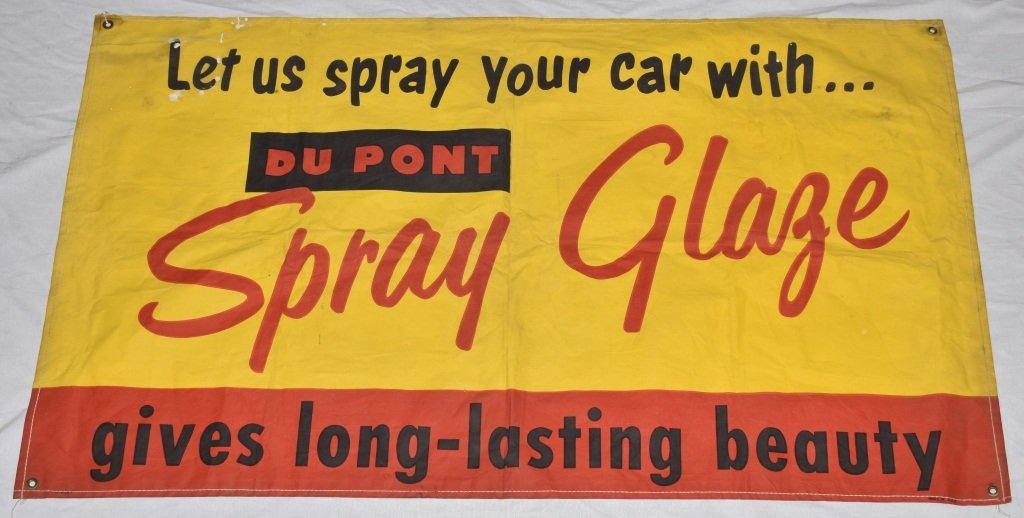 Let us spray your car with...
DU PONT
Spray Glaze
gives long-lasting beauty